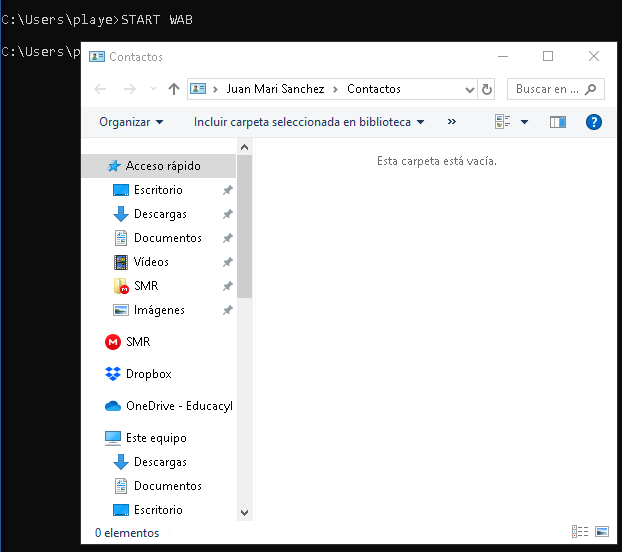 C:\Users\playe>START WAB
C:\Users\p
Contactos
Juan Mari Sanchez > Contactos
Buscar en ...
Organizar
Incluir carpeta seleccionada en biblioteca
»
?
Esta carpeta está vacía.
Acceso rápido
Escritorio
Descargas
Documentos
Vídeos
SMR
Imágenes
SMR
Dropbox
OneDrive - Educacyl
Este equipo
Descargas
Documentos
Escritorio
0 elementos